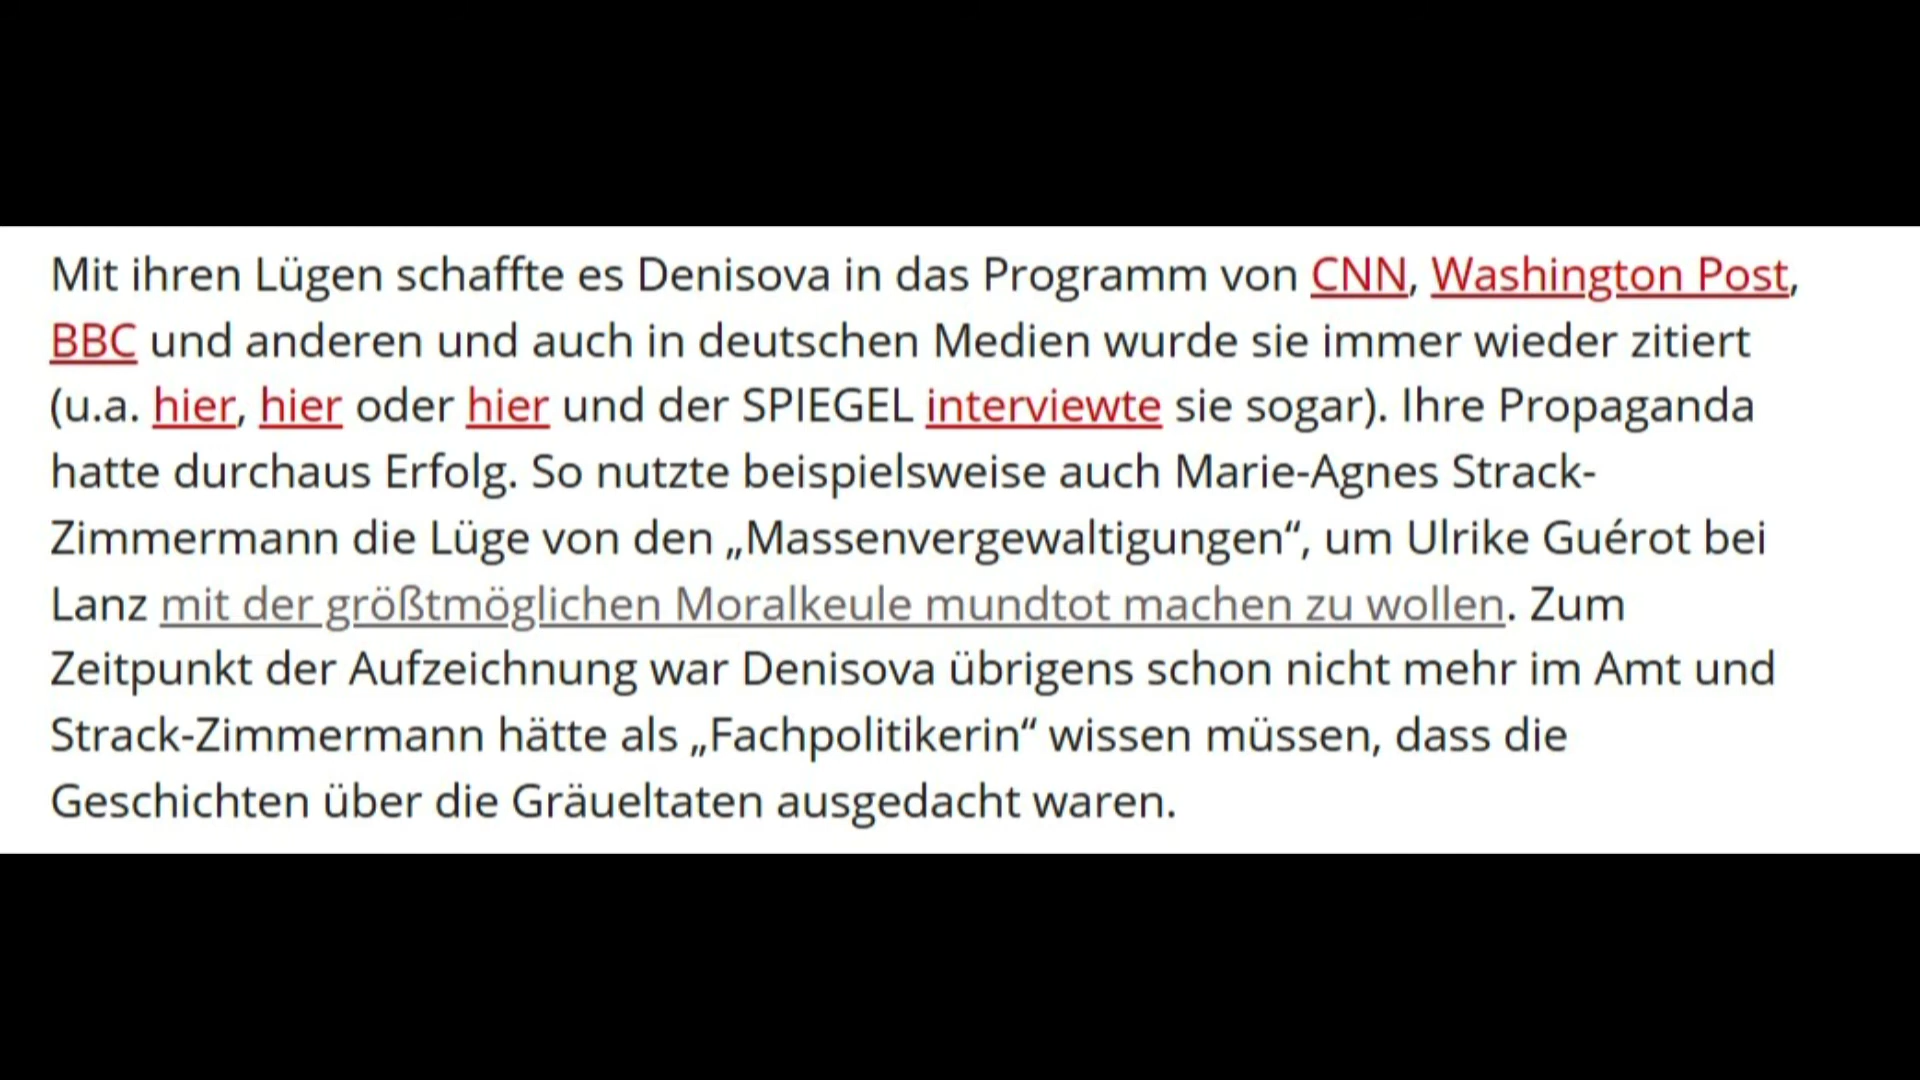 Mit ihren Lügen schaffte es Denisova in das Programm von CNN, Washington Post,
BBC und anderen und auch in deutschen Medien wurde sie immer wieder zitiert
(u.a. hier, hier oder hier und der SPIEGEL interviewte sie sogar). Ihre Propaganda
hatte durchaus Erfolg. So nutzte beispielsweise auch Marie-Agnes Strack-
Zimmermann die Lüge von den „Massenvergewaltigungen“, um Ulrike Guérot bei
Lanz mit der größtmöglichen Moralkeule mundtot machen zu wollen. Zum
Zeitpunkt der Aufzeichnung war Denisova übrigens schon nicht mehr im Amt und
Strack-Zimmermann hätte als „Fachpolitikerin“ wissen müssen, dass die
Geschichten über die Gräueltaten ausgedacht waren.